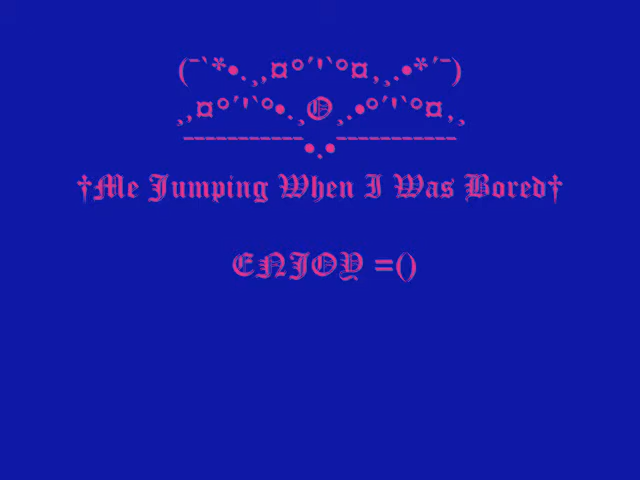 (¯`*•.¸,¤°´'`°¤,¸.•*´¯)
¸,¤°´'`°•.¸O¸.•°´'`°¤,¸
-----------•.•-----------
†Me Jumping When I Was Bored†
ENJOY =()